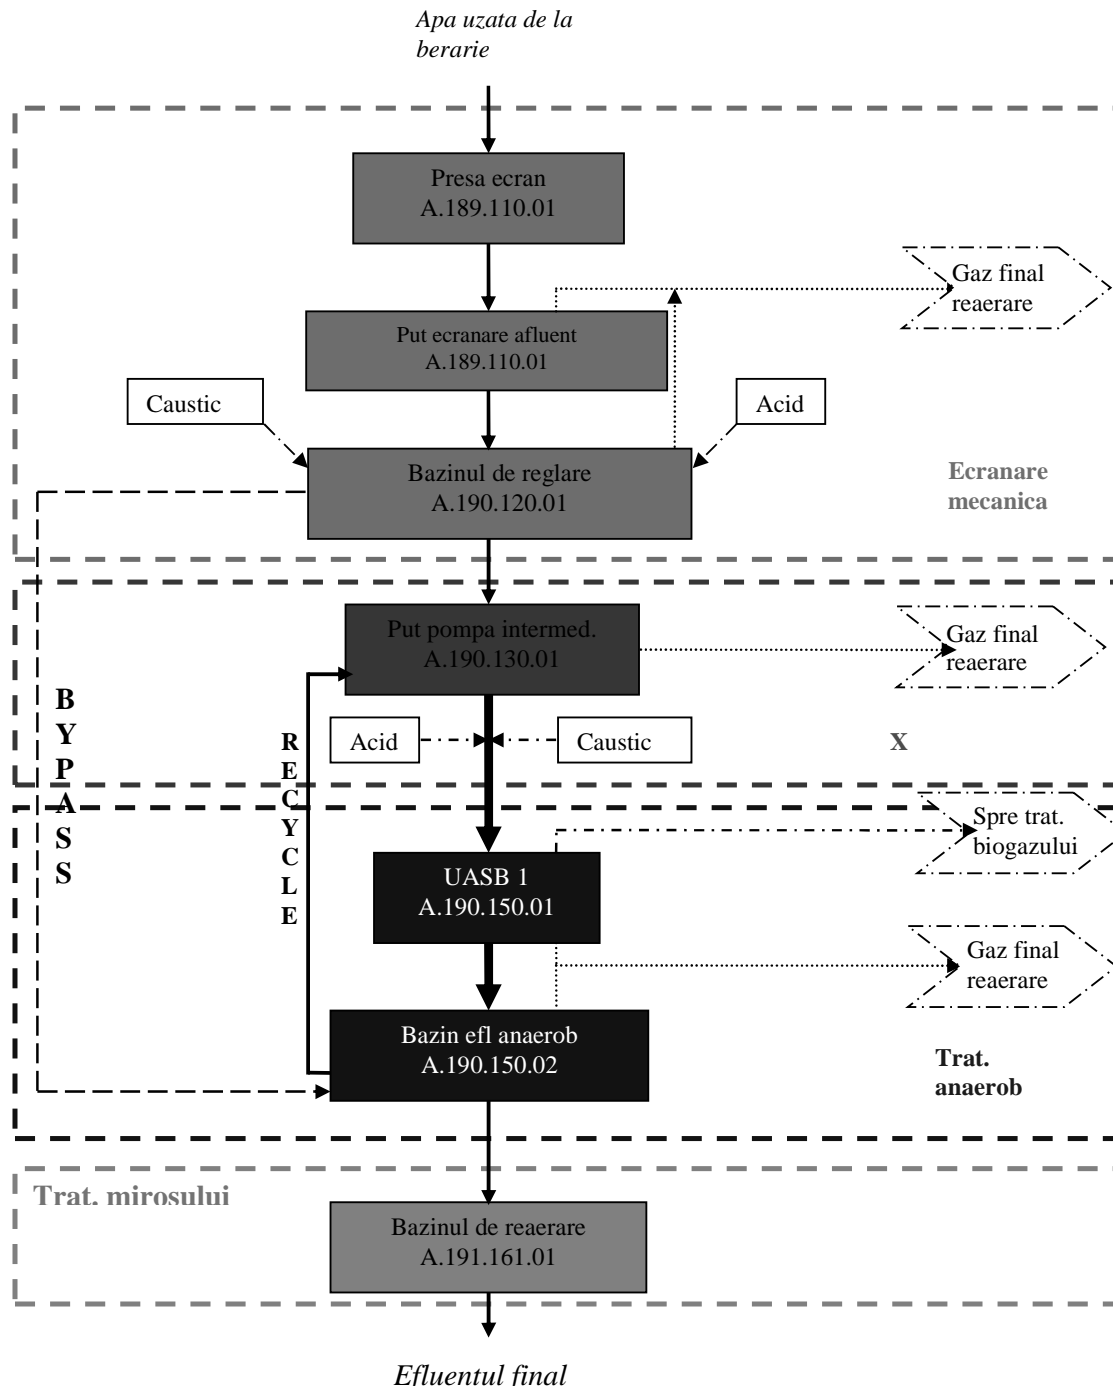 Apa uzata de la
berarie
Presa ecran
A.189.110.01
Gaz final
reaerare
Put ecranare afluent
A.189.110.01
Caustic
Acid
Bazinul de reglare
A.190.120.01
Ecranare
mecanica
Put pompa intermed.
A.190.130.01
Gaz final
reaerare
BYPASS
RECYCLE
Acid
Caustic
X
Spre trat.
biogazului
UASB 1
A.190.150.01
Gaz final
reaerare
Bazin efl anaerob
A.190.150.02
Trat.
anaerob
Trat. mirosului
Bazinul de reaerare
A.191.161.01
Efluentul final